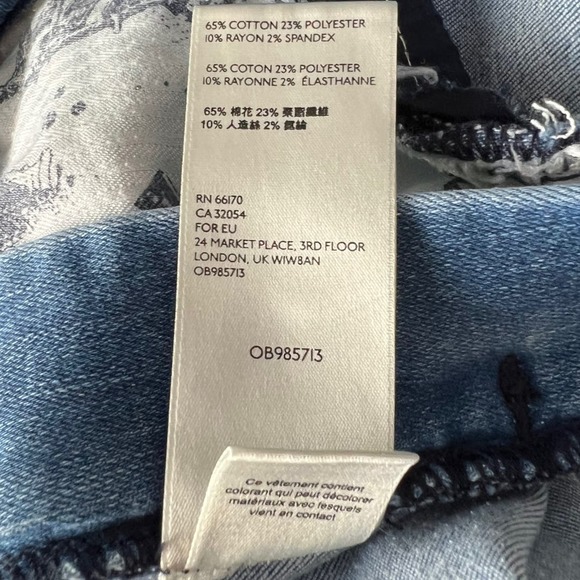 65% COTTON 23% POLYESTER
10% RAYON 2% SPANDEX
65% COTON 23% POLYESTER
10% RAYONNE 2% ÉLASTHANNE
65% 棉花 23% 聚脂纖維
10% 人造絲 2% 氨綸
RN 66170
CA 32054
FOR EU
24 MARKET PLACE, 3RD FLOOR
LONDON, UK W1W8AN
OB985713
OB985713
Ce vêtement contient
colorant qui peut décolorer
matériaux avec lesquels
vient en contact